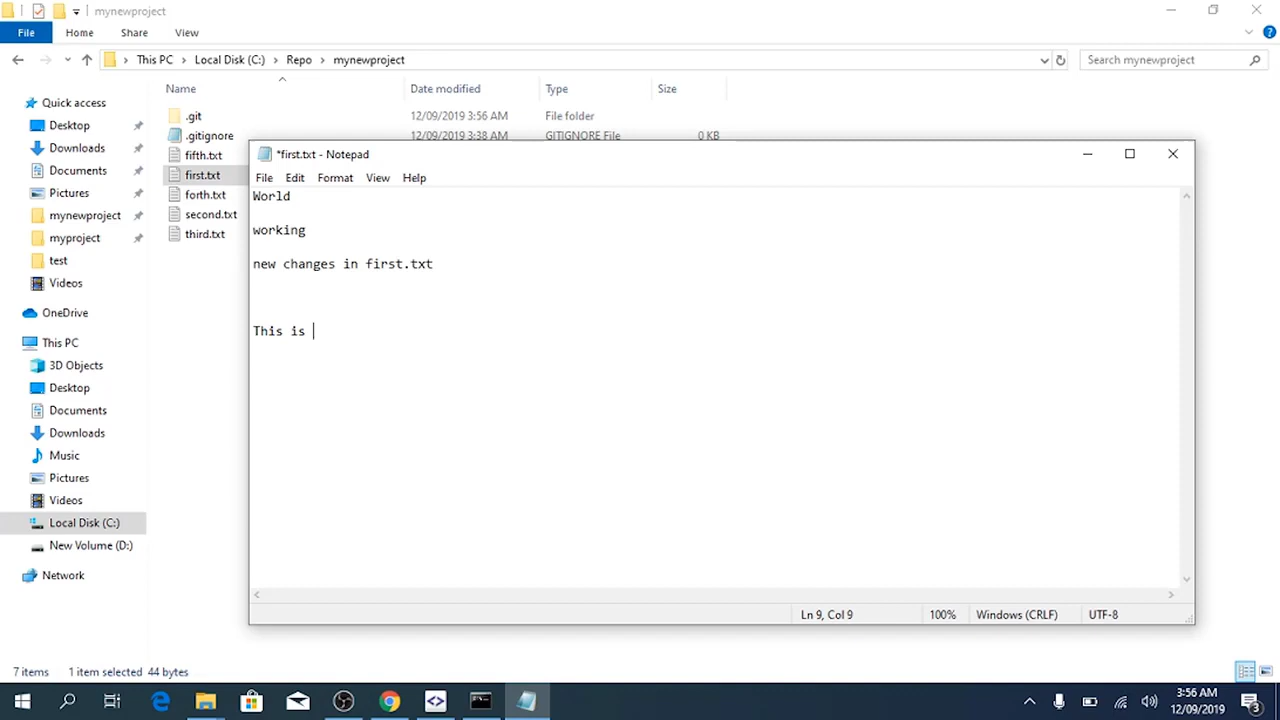 mynewproject
File Home Share View
This PC Local Disk (C:) Repo mynewproject Search mynewproject
Name Date modified Type Size
Quick access
Desktop
Downloads
Documents
Pictures
mynewproject
myproject
test
Videos
OneDrive
This PC
3D Objects
Desktop
Documents
Downloads
Music
Pictures
Videos
Local Disk (C:)
New Volume (D:)
Network
.git 12/09/2019 3:56 AM File folder
.gitignore 12/09/2019 3:38 AM GITIGNORE File 0 KB
fifth.txt
first.txt
forth.txt
second.txt
third.txt
*first.txt - Notepad
File Edit Format View Help
World
working
new changes in first.txt
This is
Ln 9, Col 9 100% Windows (CRLF) UTF-8
7 items 1 item selected 44 bytes
3:56 AM
12/09/2019
3